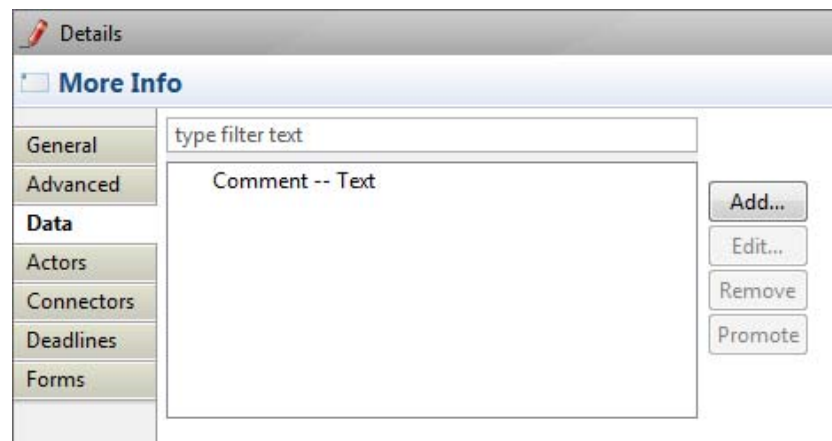 Details
More Info
General
Advanced
Data
Actors
Connectors
Deadlines
Forms
type filter text
Comment -- Text
Add...
Edit...
Remove
Promote